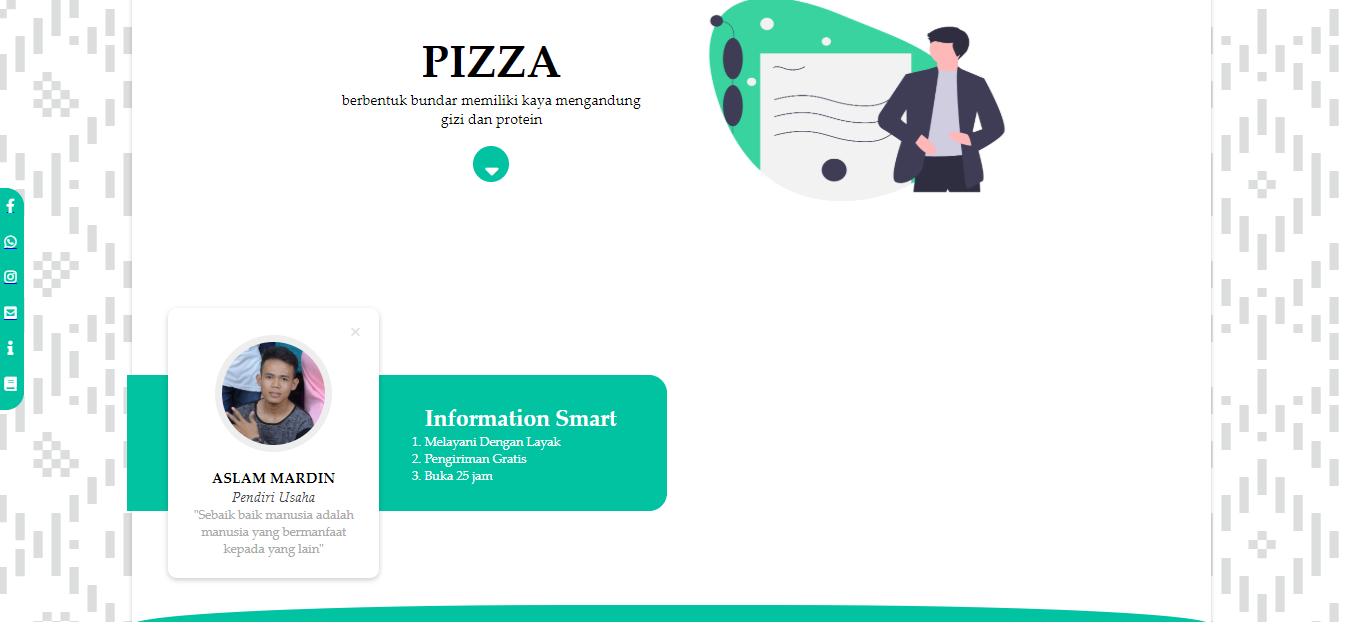 PIZZA
berbentuk bundar memiliki kaya mengandung
gizi dan protein
Information Smart
1. Melayani Dengan Layak
2. Pengiriman Gratis
3. Buka 25 jam
ASLAM MARDIN
Pendiri Usaha
"Sebaik baik manusia adalah
manusia yang bermanfaat
kepada yang lain"